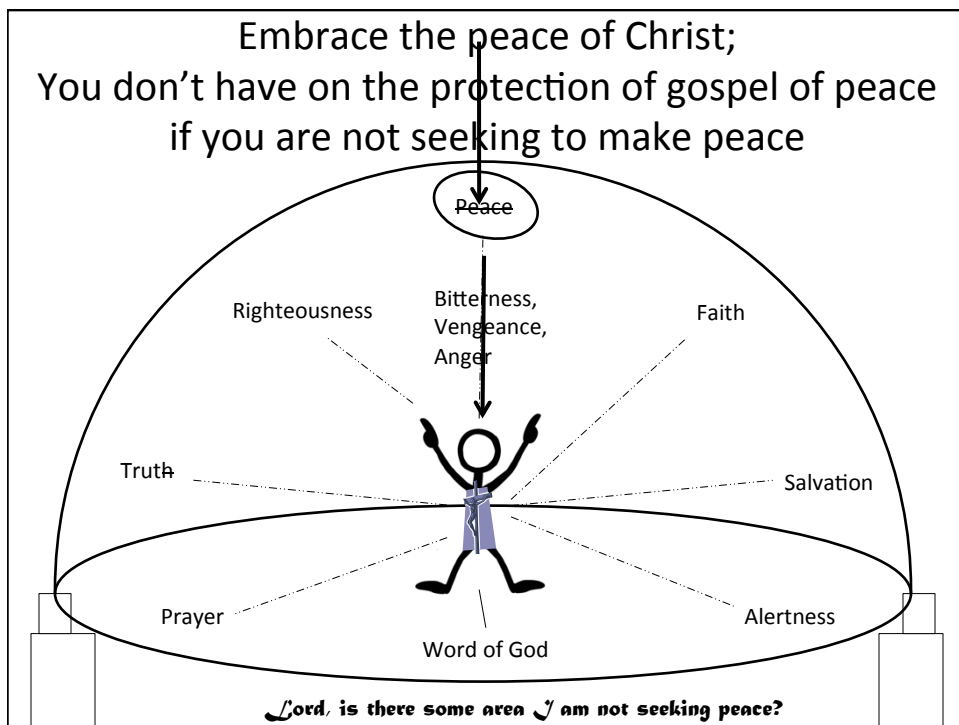 Embrace the peace of Christ;
You don't have on the protection of gospel of peace
if you are not seeking to make peace
Peace
Righteousness
Bitterness,
Vengeance,
Anger
Faith
Truth
Salvation
Prayer
Alertness
Word of God
Lord, is there some area I am not seeking peace?